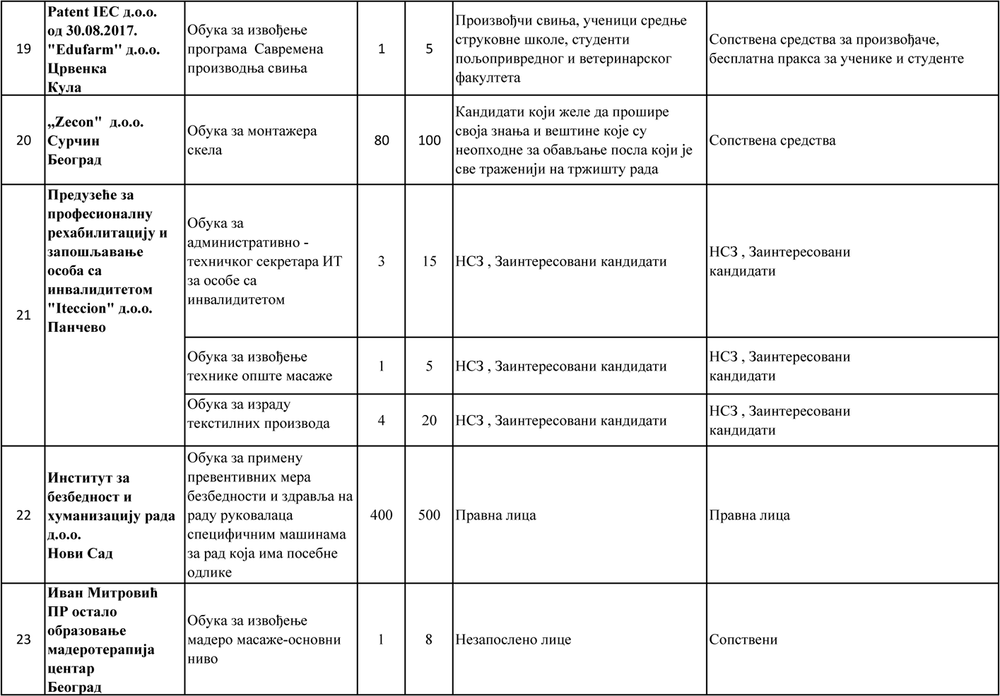 19
Patent IEC д.о.о.
од 30.08.2017.
"Edufarm" д.о.о.
Црвенка
Кула
Обука за извођење
програма Савремена
производња свиња
1
5
Произвођчи свиња, ученици средње
струковне школе, студенти
пољопривредног и ветеринарског
факултета
Сопствена средства за произвођаче,
бесплатна пракса за ученике и студенте
20
„Zecon" д.о.о.
Сурчин
Београд
Обука за монтажера
скела
80
100
Кандидати који желе да прошире
своја знања и вештине које су
неопходне за обављање посла који је
све траженији на тржишту рада
Сопствена средства
21
Предузеће за
професионалну
рехабилитацију и
запошљавање
особа са
инвалидитетом
"Iteccion" д.о.о.
Панчево
Обука за
административно -
техничког секретара ИТ
за особе са
инвалидитетом
3
15
НСЗ , Заинтересовани кандидати
НСЗ , Заинтересовани
кандидати
Обука за извођење
технике опште масаже
1
5
НСЗ , Заинтересовани кандидати
НСЗ , Заинтересовани
кандидати
Обука за израду
текстилних производа
4
20
НСЗ , Заинтересовани кандидати
НСЗ , Заинтересовани
кандидати
22
Институт за
безбедност и
хуманизацију рада
д.о.о.
Нови Сад
Обука за примену
превентивних мера
безбедности и здравља на
раду руковалаца
специфичним машинама
за рад која има посебне
одлике
400
500
Правна лица
Правна лица
23
Иван Митровић
ПР остало
образовање
мадеротерапија
центар
Београд
Обука за извођење
мадеро масаже-основни
ниво
1
8
Незапослено лице
Сопствени